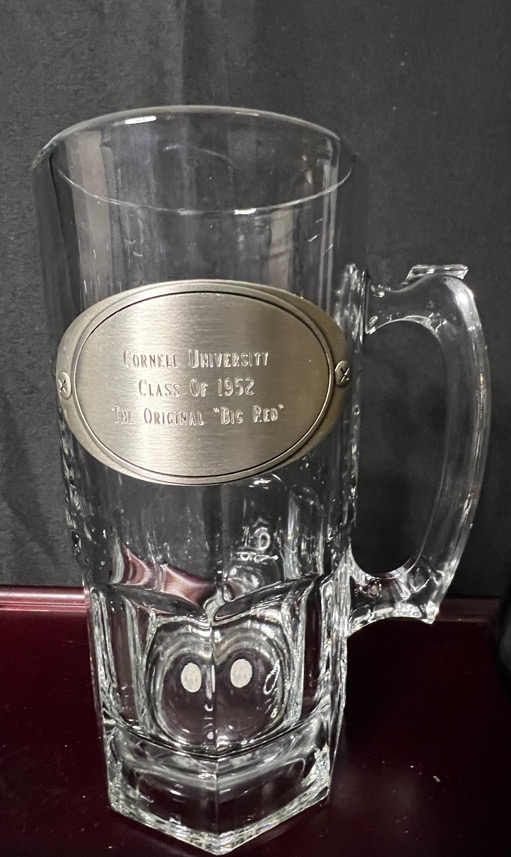 Cornell University
Class Of 1952
The Original "Big Red"